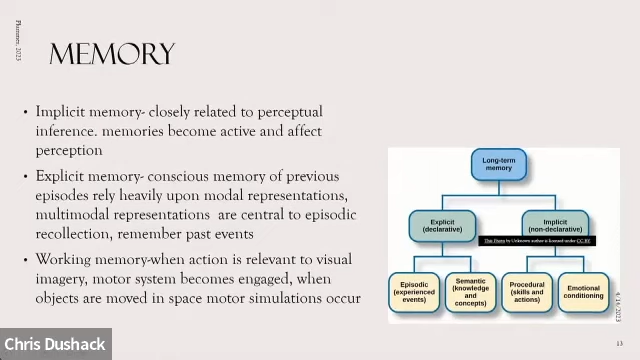 Plummer, 2023
MEMORY
• Implicit memory- closely related to perceptual
inference. memories become active and affect
perception
• Explicit memory- conscious memory of previous
episodes rely heavily upon modal representations,
multimodal representations are central to episodic
recollection, remember past events
• Working memory-when action is relevant to visual
imagery, motor system becomes engaged, when
objects are moved in space motor simulations occur
Long-term
memory
Explicit
(declarative)
Implicit
(non-declarative)
This Photo by Unknown author is licensed under CC BY.
Episodic
(experienced
events)
Semantic
(knowledge
and
concepts)
Procedural
(skills and
actions)
Emotional
conditioning
Chris Dushack
13